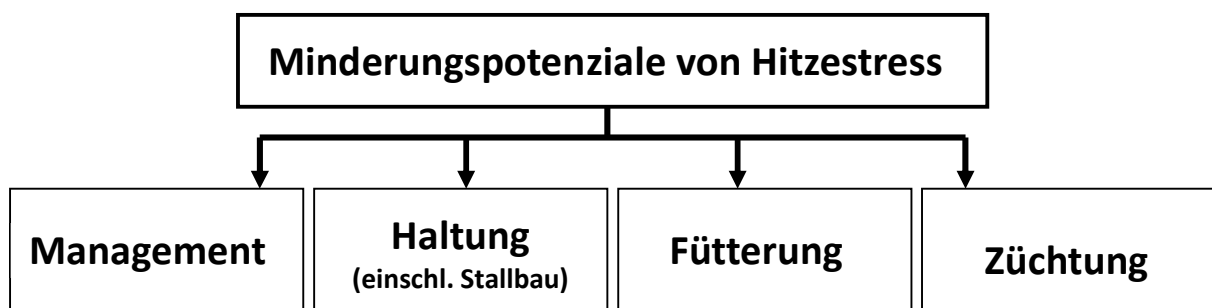 Minderungspotenziale von Hitzestress
Management
Haltung
(einschl. Stallbau)
Fütterung
Züchtung